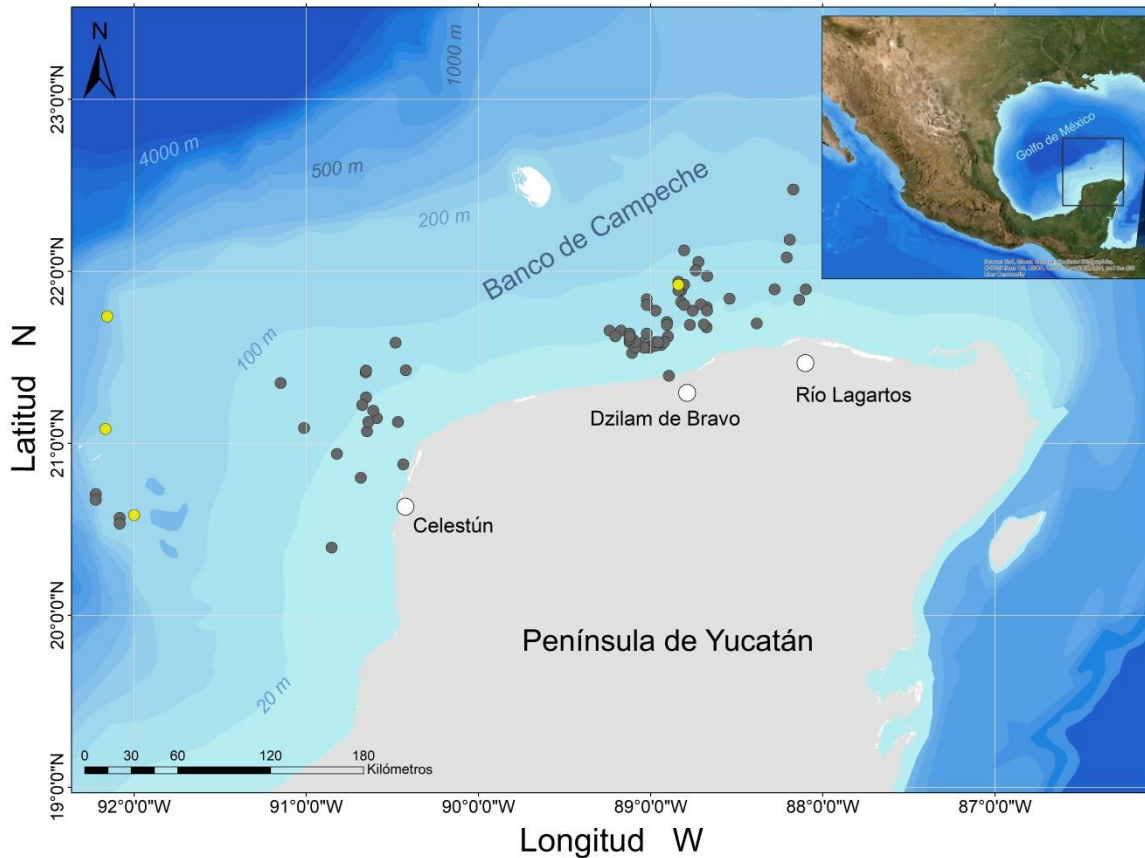 N
1000 m
4000 m
500 m
200 m
Banco de Campeche
100 m
20 m
Golfo de México
Dzilam de Bravo
Río Lagartos
Celestún
Península de Yucatán
0 30 60 120 180
Kilómetros
23°0'0"N
22°0'0"N
21°0'0"N
20°0'0"N
19°0'0"N
Latitud N
92°0'0"W 91°0'0"W 90°0'0"W 89°0'0"W 88°0'0"W 87°0'0"W
Longitud W